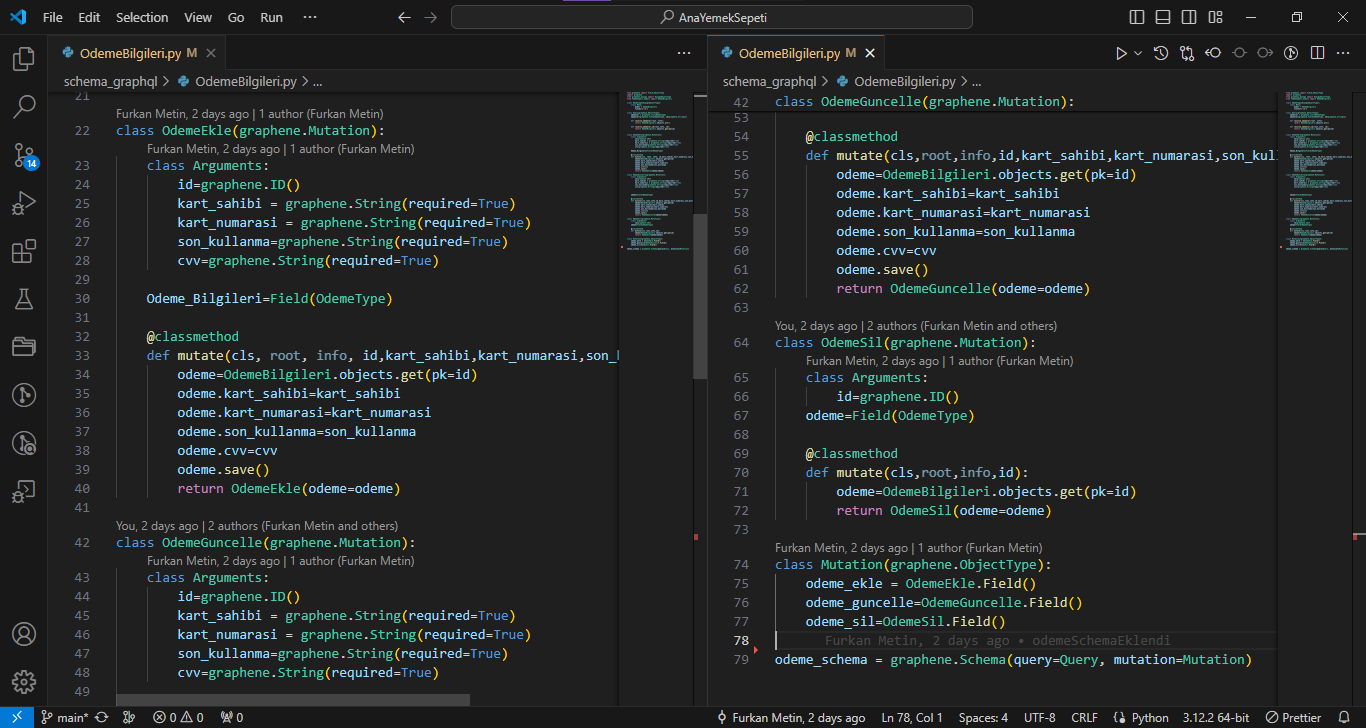 File Edit Selection View Go Run ··· AnaYemekSepeti
OdemeBilgileri.py M
schema_graphql > OdemeBilgileri.py > ...
21
Furkan Metin, 2 days ago | 1 author (Furkan Metin)
22 class OdemeEkle(graphene.Mutation):
Furkan Metin, 2 days ago | 1 author (Furkan Metin)
23 class Arguments:
24 id=graphene.ID()
25 kart_sahibi = graphene.String(required=True)
26 kart_numarasi = graphene.String(required=True)
27 son_kullanma=graphene.String(required=True)
28 cvv=graphene.String(required=True)
29
30 Odeme_Bilgileri=Field(OdemeType)
31
32 @classmethod
33 def mutate(cls, root, info, id,kart_sahibi,kart_numarasi,son_
34 odeme=OdemeBilgileri.objects.get(pk=id)
35 odeme.kart_sahibi=kart_sahibi
36 odeme.kart_numarasi=kart_numarasi
37 odeme.son_kullanma=son_kullanma
38 odeme.cvv=cvv
39 odeme.save()
40 return OdemeEkle(odeme=odeme)
41
You, 2 days ago | 2 authors (Furkan Metin and others)
42 class OdemeGuncelle(graphene.Mutation):
Furkan Metin, 2 days ago | 1 author (Furkan Metin)
43 class Arguments:
44 id=graphene.ID()
45 kart_sahibi = graphene.String(required=True)
46 kart_numarasi = graphene.String(required=True)
47 son_kullanma=graphene.String(required=True)
48 cvv=graphene.String(required=True)
49
OdemeBilgileri.py M
schema_graphql > OdemeBilgileri.py > ...
42 class OdemeGuncelle(graphene.Mutation):
53
54 @classmethod
55 def mutate(cls,root,info,id,kart_sahibi,kart_numarasi,son_kul
56 odeme=OdemeBilgileri.objects.get(pk=id)
57 odeme.kart_sahibi=kart_sahibi
58 odeme.kart_numarasi=kart_numarasi
59 odeme.son_kullanma=son_kullanma
60 odeme.cvv=cvv
61 odeme.save()
62 return OdemeGuncelle(odeme=odeme)
63
You, 2 days ago | 2 authors (Furkan Metin and others)
64 class OdemeSil(graphene.Mutation):
Furkan Metin, 2 days ago | 1 author (Furkan Metin)
65 class Arguments:
66 id=graphene.ID()
67 odeme=Field(OdemeType)
68
69 @classmethod
70 def mutate(cls,root,info,id):
71 odeme=OdemeBilgileri.objects.get(pk=id)
72 return OdemeSil(odeme=odeme)
73
Furkan Metin, 2 days ago | 1 author (Furkan Metin)
74 class Mutation(graphene.ObjectType):
75 odeme_ekle = OdemeEkle.Field()
76 odeme_guncelle=OdemeGuncelle.Field()
77 odeme_sil=OdemeSil.Field()
78 Furkan Metin, 2 days ago • odemeSchemaEklendi
79 odeme_schema = graphene.Schema(query=Query, mutation=Mutation)
14
main* 0 0 0 Furkan Metin, 2 days ago Ln 78, Col 1 Spaces: 4 UTF-8 CRLF Python 3.12.2 64-bit Prettier